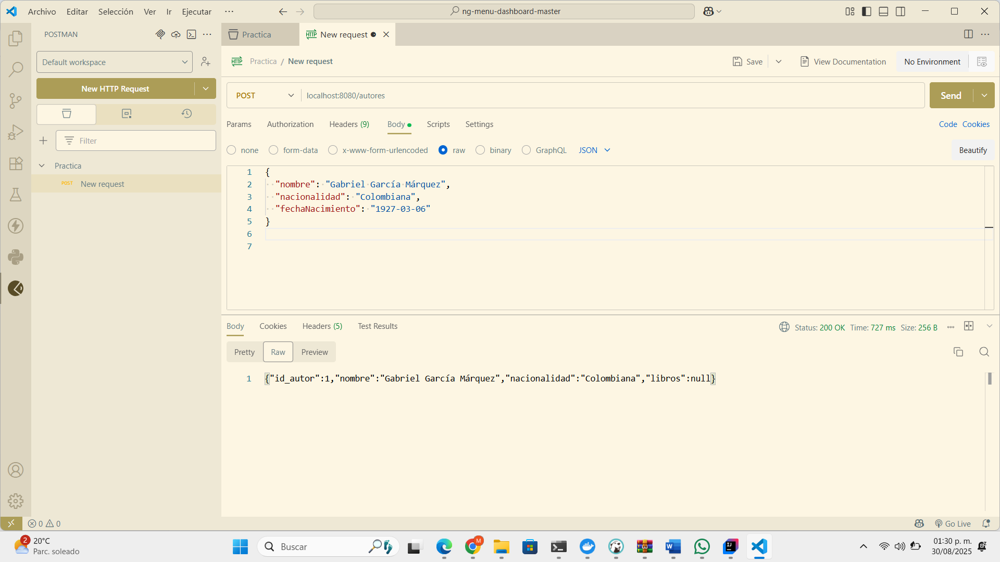 Archivo Editar Selección Ver Ir Ejecutar ··· ng-menu-dashboard-master
POSTMAN
Practica
New request
Default workspace
New HTTP Request
Filter
Practica
POST New request
HTTP Practica / New request
Save View Documentation No Environment
POST localhost:8080/autores Send
Params Authorization Headers (9) Body Scripts Settings Code Cookies
none form-data x-www-form-urlencoded raw binary GraphQL JSON Beautify
1 {
2 ··"nombre":·"Gabriel·García·Márquez",
3 ··"nacionalidad":·"Colombiana",
4 ··"fechaNacimiento":·"1927-03-06"
5 }
6
7
Body Cookies Headers (5) Test Results Status: 200 OK Time: 727 ms Size: 256 B
Pretty Raw Preview
1 {"id_autor":1,"nombre":"Gabriel García Márquez","nacionalidad":"Colombiana","libros":null}
0 0 Go Live
2 20°C
Parc. soleado
Buscar
M
IJ
01:30 p. m.
30/08/2025